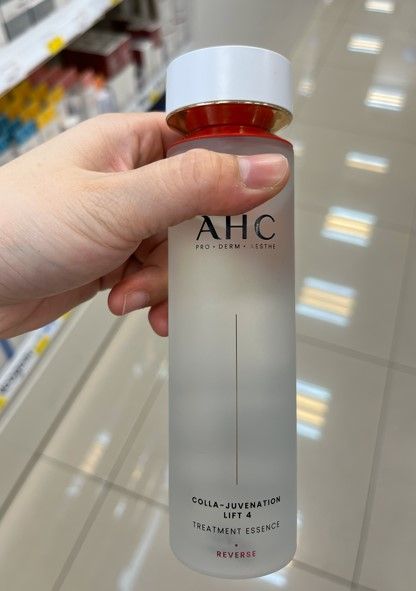 AHC
PRO • DERM • AESTHE
COLLA-JUVENATION
LIFT 4
TREATMENT ESSENCE
REVERSE